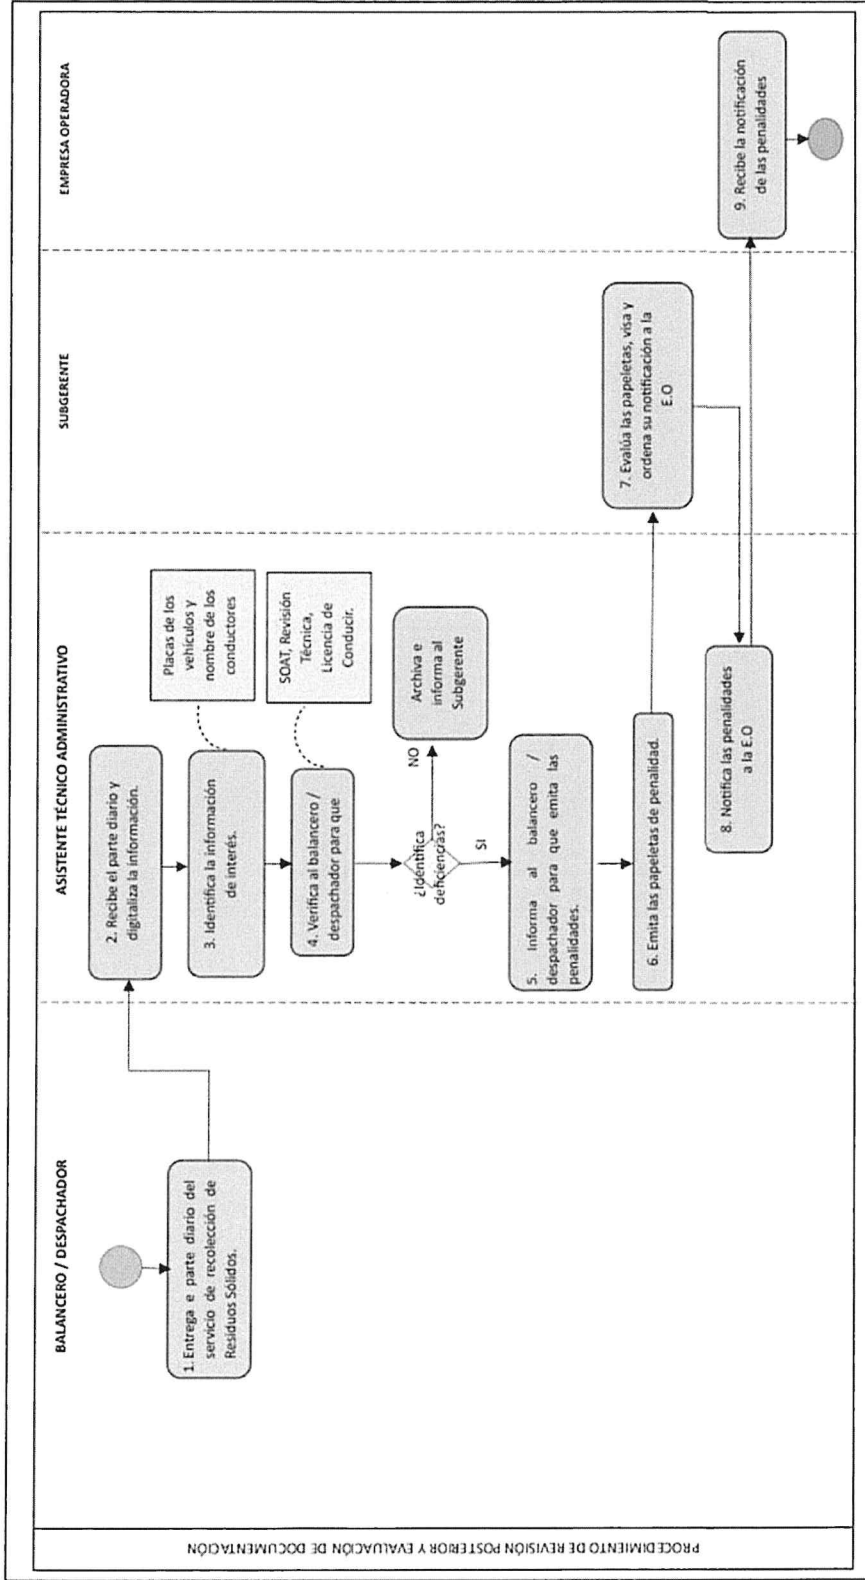 PROCEDIMIENTO DE REVISIÓN POSTERIOR Y EVALUACIÓN DE DOCUMENTACIÓN
BALANCERO / DESPACHADOR
1. Entrega e parte diario del
servicio de recolección de
Residuos Sólidos.
ASISTENTE TÉCNICO ADMINISTRATIVO
2. Recibe el parte diario y
digitaliza la información.
3. Identifica la información
de interés.
Placas de los
vehículos y
nombre de los
conductores
4. Verifica al balancero /
despachador para que
SOAT, Revisión
Técnica,
Licencia de
Conducir.
¿Identifica
deficiencias?
NO
Archiva e
informa al
Subgerente
SI
5. Informa al balancero /
despachador para que emita las
penalidades.
6. Emita las papeletas de penalidad.
SUBGERENTE
7. Evalúa las papeletas, visa y
ordena su notificación a la
E.O
8. Notifica las penalidades
a la E.O
EMPRESA OPERADORA
9. Recibe la notificación
de las penalidades